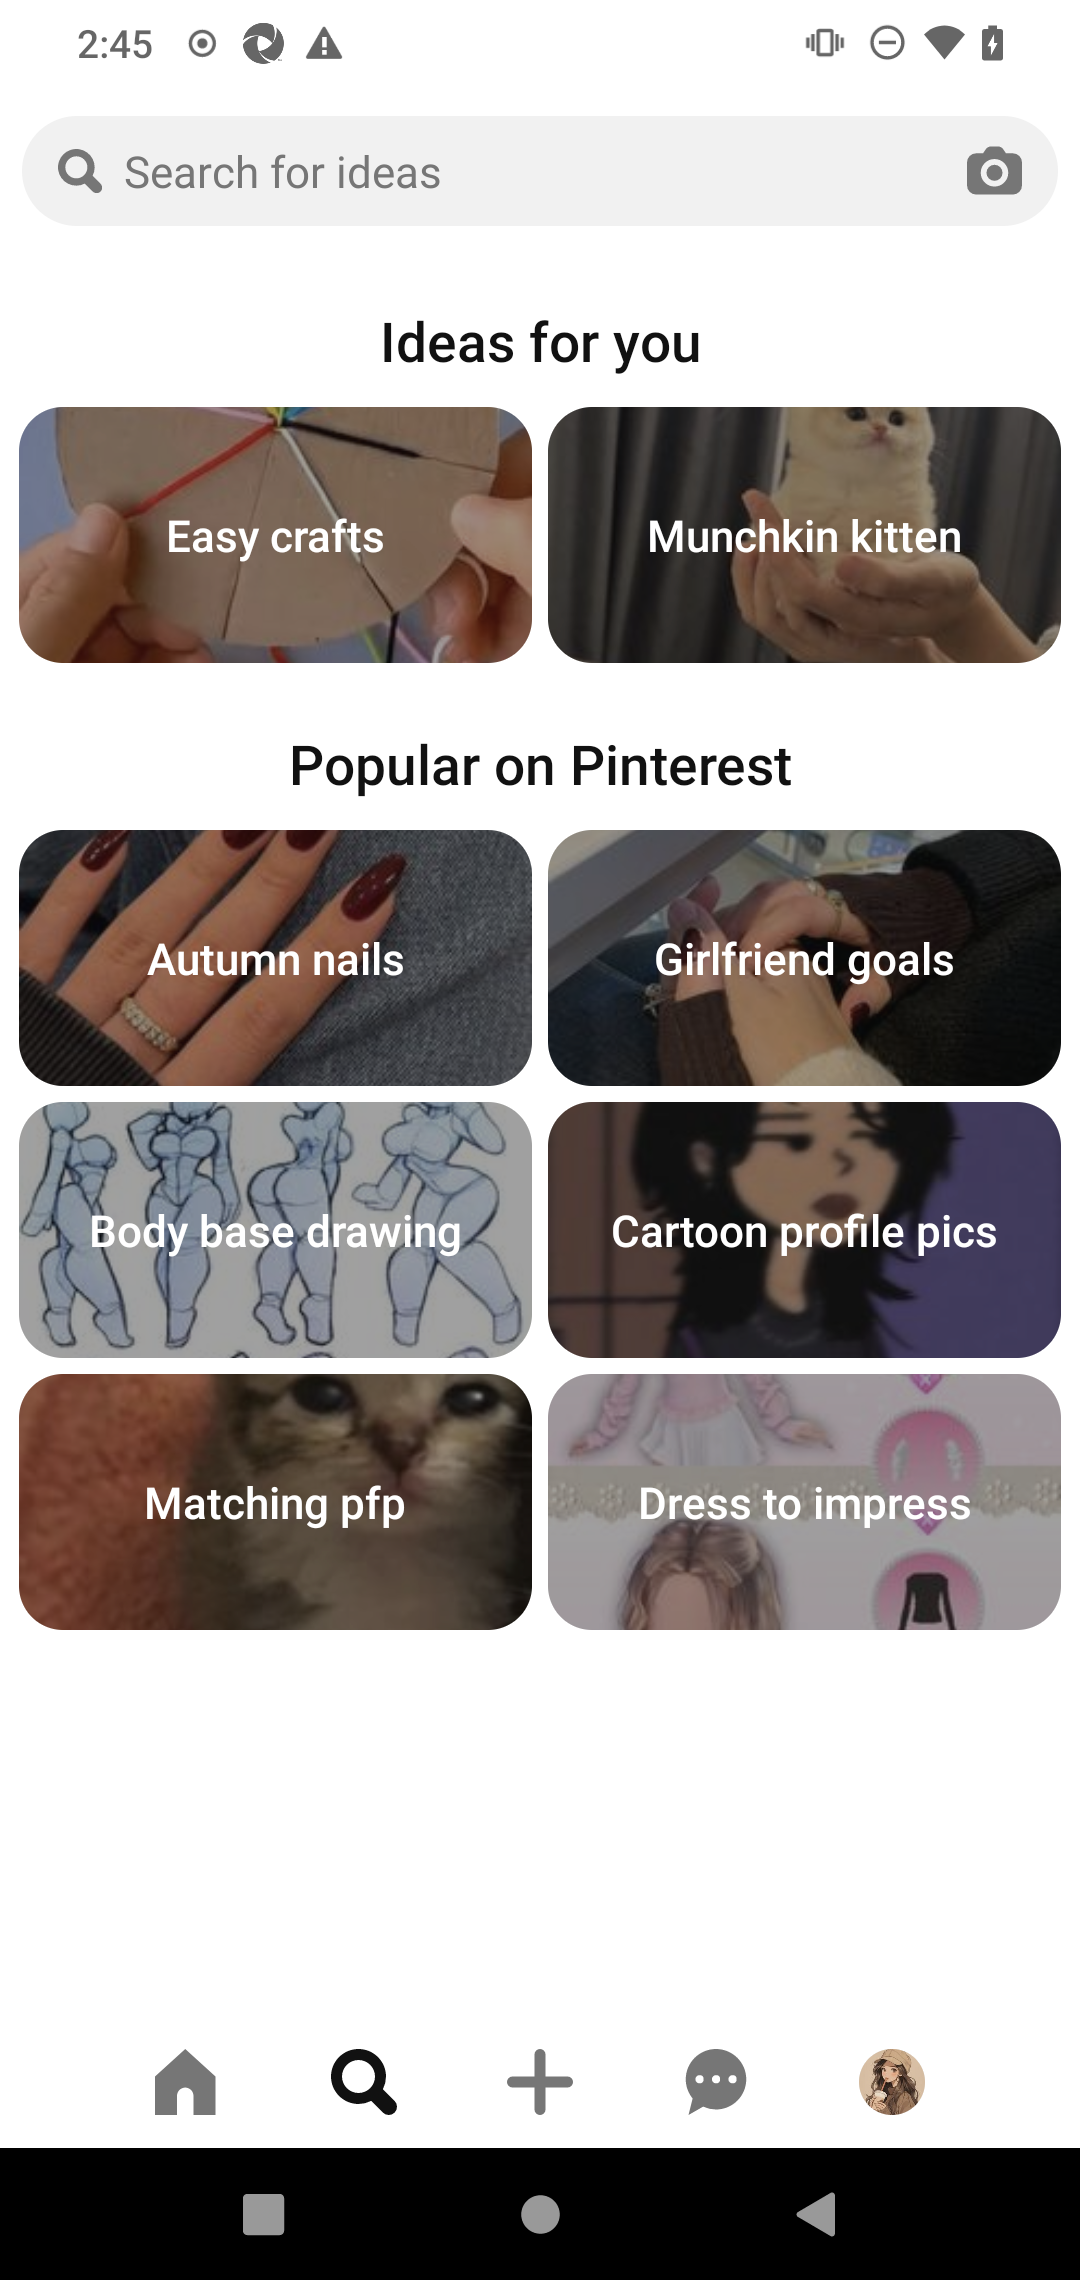 2:45
Search for ideas
Ideas for you
Easy crafts
Munchkin kitten
Popular on Pinterest
Autumn nails
Girlfriend goals
Body base drawing
Cartoon profile pics
Matching pfp
Dress to impress